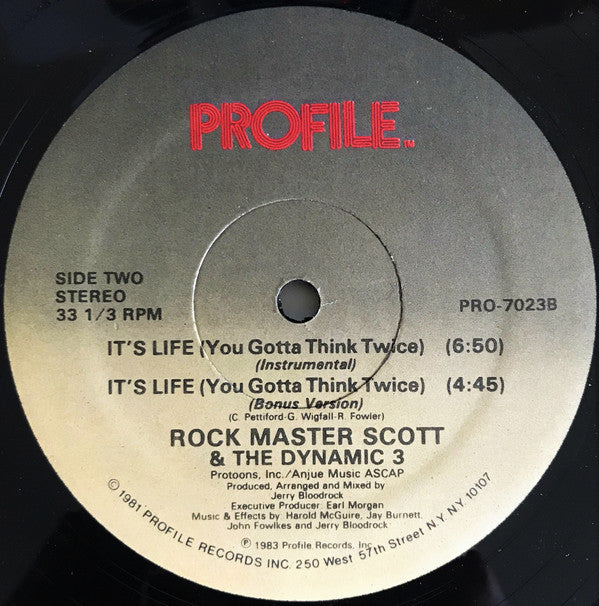 PROFILE™
SIDE TWO
STEREO
33 1/3 RPM
PRO-7023B
IT'S LIFE (You Gotta Think Twice) (6:50)
(Instrumental)
IT'S LIFE (You Gotta Think Twice) (4:45)
(Bonus Version)
(C. Pettiford-G. Wigfall-R. Fowler)
ROCK MASTER SCOTT
& THE DYNAMIC 3
Protoons, Inc./Anjue Music ASCAP
Produced, Arranged and Mixed by
Jerry Bloodrock
Executive Producer: Earl Morgan
Music & Effects by: Harold McGuire, Jay Burnett,
John Fowlkes and Jerry Bloodrock
℗ 1983 Profile Records, Inc.
© 1981 PROFILE RECORDS INC. 250 West 57th Street N.Y. N.Y. 10107